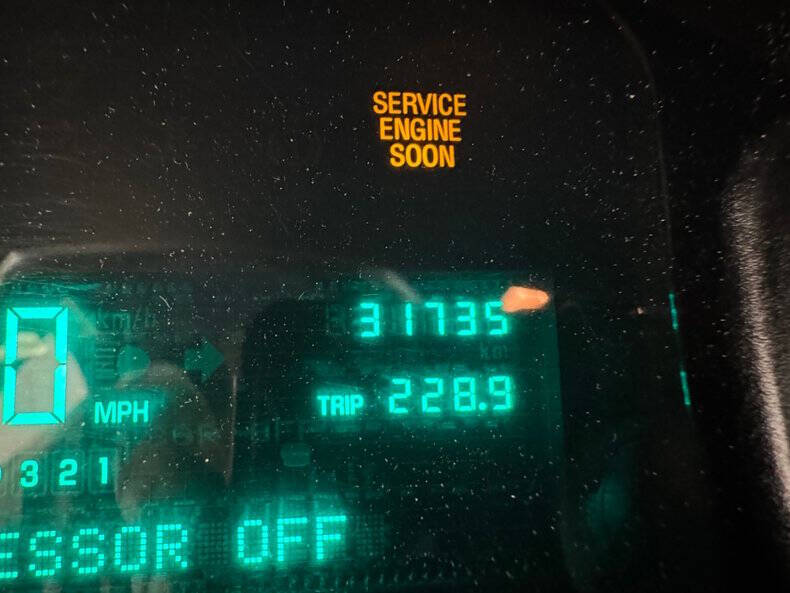 SERVICE
ENGINE
SOON
31735
0 MPH
TRIP 228.9
3 2 1
ESSOR OFF